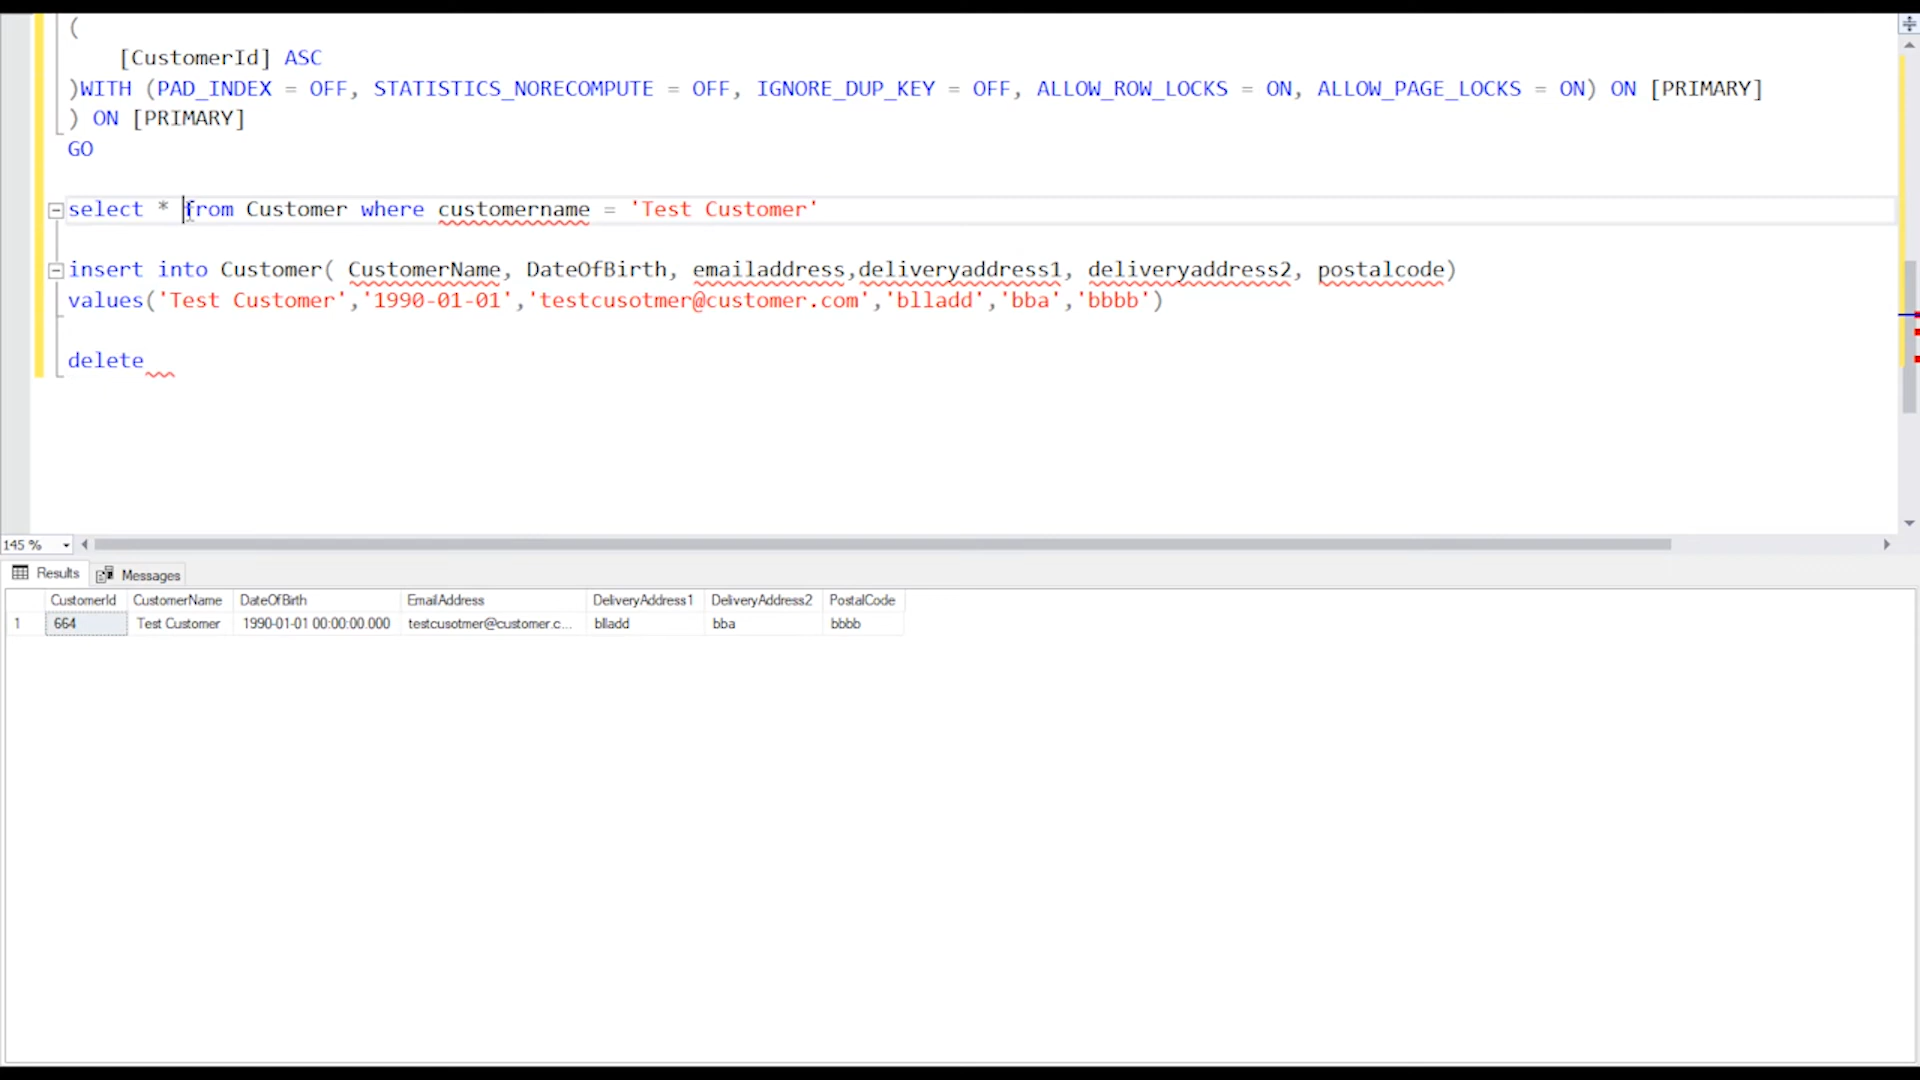 (
[CustomerId] ASC
)WITH (PAD_INDEX = OFF, STATISTICS_NORECOMPUTE = OFF, IGNORE_DUP_KEY = OFF, ALLOW_ROW_LOCKS = ON, ALLOW_PAGE_LOCKS = ON) ON [PRIMARY]
) ON [PRIMARY]
GO
select * from Customer where customername = 'Test Customer'
insert into Customer( CustomerName, DateOfBirth, emailaddress,deliveryaddress1, deliveryaddress2, postalcode)
values('Test Customer','1990-01-01','testcusotmer@customer.com','blladd','bba','bbbb')
delete
145 %
Results Messages
CustomerId CustomerName DateOfBirth EmailAddress DeliveryAddress1 DeliveryAddress2 PostalCode
1 664 Test Customer 1990-01-01 00:00:00.000 testcusotmer@customer.c... blladd bba bbbb